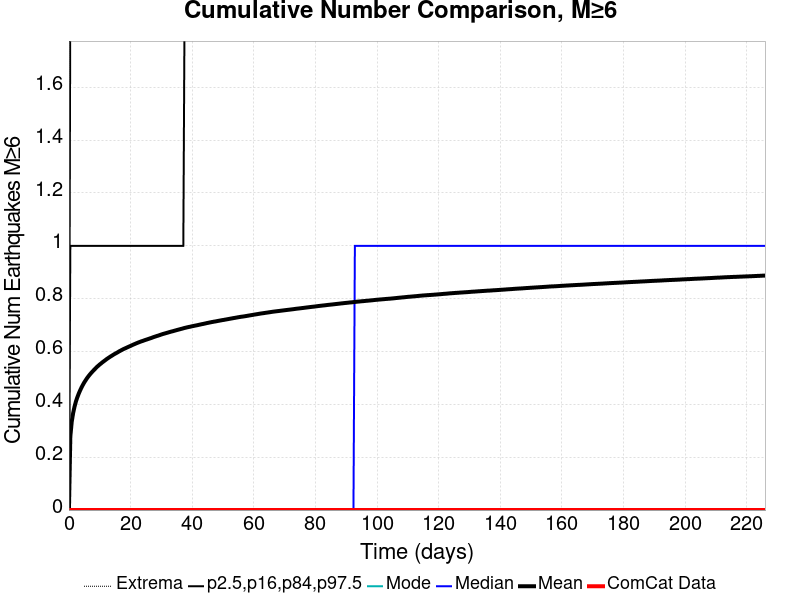 Cumulative Number Comparison, M≥6
Cumulative Num Earthquakes M≥6
1.6
1.4
1.2
1
0.8
0.6
0.4
0.2
0
0 20 40 60 80 100 120 140 160 180 200 220
Time (days)
Extrema p2.5,p16,p84,p97.5 Mode Median Mean ComCat Data